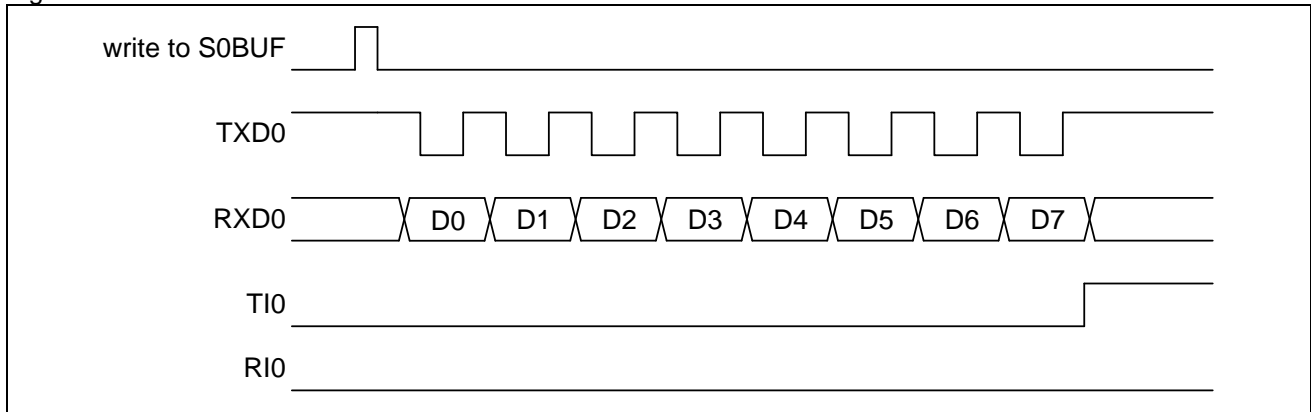 write to S0BUF
TXD0
RXD0 D0 D1 D2 D3 D4 D5 D6 D7
TI0
RI0